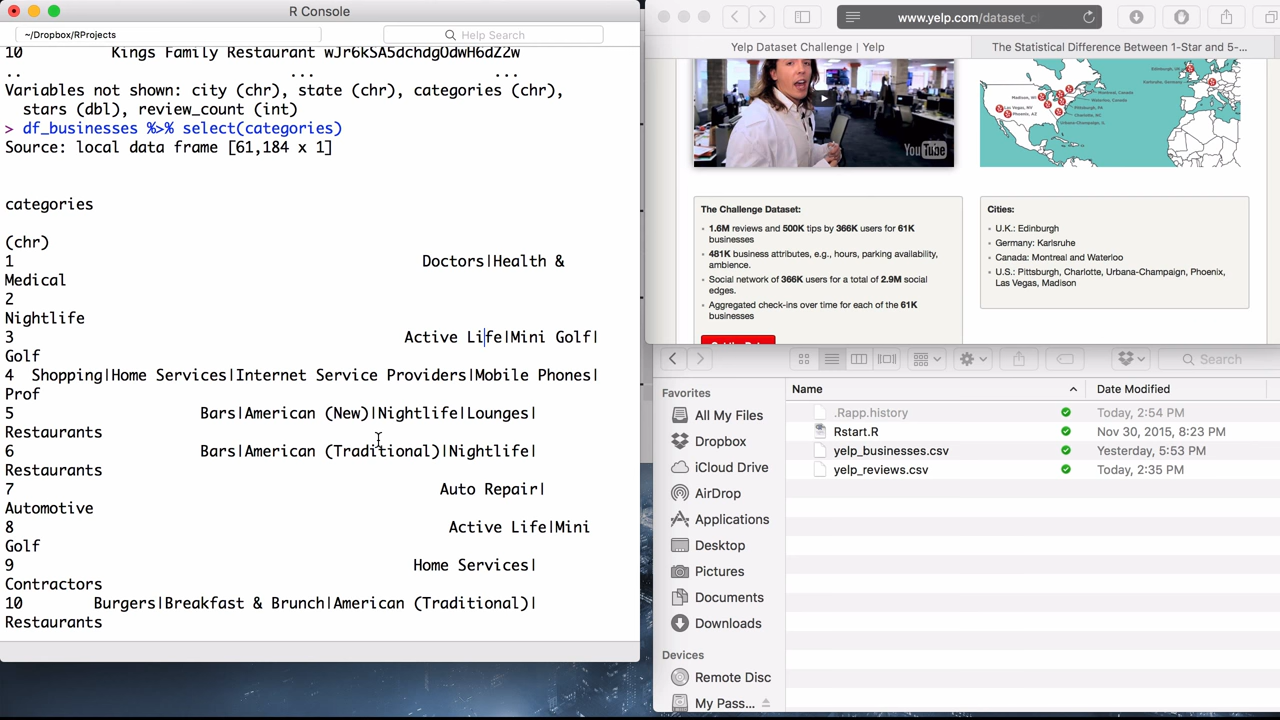 R Console
~/Dropbox/RProjects
Help Search
10 Kings Family Restaurant wJr6kSA5dchdgOdwH6dZ2w
.. ... ...
Variables not shown: city (chr), state (chr), categories (chr),
stars (dbl), review_count (int)
> df_businesses %>% select(categories)
Source: local data frame [61,184 x 1]
categories
(chr)
1 Doctors|Health &
Medical
2
Nightlife
3 Active Life|Mini Golf|
Golf
4 Shopping|Home Services|Internet Service Providers|Mobile Phones|
Prof
5 Bars|American (New)|Nightlife|Lounges|
Restaurants
6 Bars|American (Traditional)|Nightlife|
Restaurants
7 Auto Repair|
Automotive
8 Active Life|Mini
Golf
9 Home Services|
Contractors
10 Burgers|Breakfast & Brunch|American (Traditional)|
Restaurants
www.yelp.com/dataset_c
Yelp Dataset Challenge | Yelp
The Statistical Difference Between 1-Star and 5-...
YouTube
Madison, WI
Las Vegas, NV
Phoenix, AZ
The Challenge Dataset:
• 1.6M reviews and 500K tips by 366K users for 61K
businesses
• 481K business attributes, e.g., hours, parking availability,
ambience.
• Social network of 366K users for a total of 2.9M social
edges.
• Aggregated check-ins over time for each of the 61K
businesses
Cities:
• U.K.: Edinburgh
• Germany: Karlsruhe
• Canada: Montreal and Waterloo
• U.S.: Pittsburgh, Charlotte, Urbana-Champaign, Phoenix,
Las Vegas, Madison
Search
Favorites
All My Files
Dropbox
iCloud Drive
AirDrop
Applications
Desktop
Pictures
Documents
Downloads
Devices
Remote Disc
My Pass...
Name Date Modified
.Rapp.history Today, 2:54 PM
Rstart.R Nov 30, 2015, 8:23 PM
yelp_businesses.csv Yesterday, 5:53 PM
yelp_reviews.csv Today, 2:35 PM